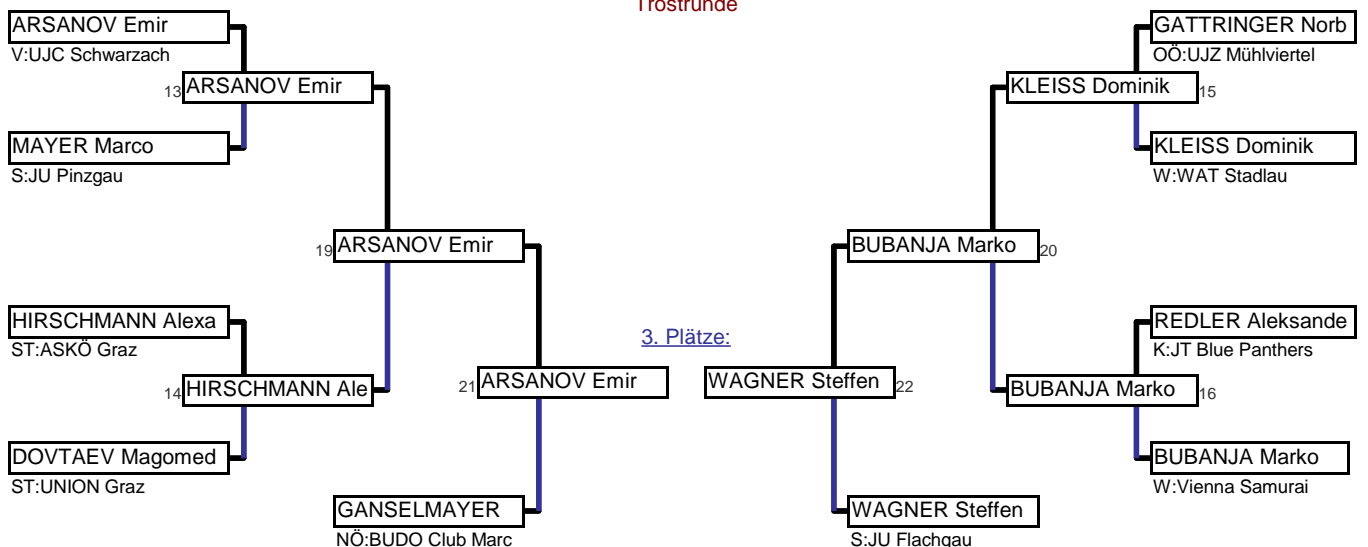 Trostrunde
ARSANOV Emir
V:UJC Schwarzach
13
ARSANOV Emir
MAYER Marco
S:JU Pinzgau
19
ARSANOV Emir
HIRSCHMANN Alexa
ST:ASKÖ Graz
14
HIRSCHMANN Ale
DOVTAEV Magomed
ST:UNION Graz
21
ARSANOV Emir
GANSELMAYER
NÖ:BUDO Club Marc
3. Plätze:
GATTRINGER Norb
OÖ:UJZ Mühlviertel
KLEISS Dominik
15
KLEISS Dominik
W:WAT Stadlau
BUBANJA Marko
20
REDLER Aleksande
K:JT Blue Panthers
BUBANJA Marko
16
BUBANJA Marko
W:Vienna Samurai
WAGNER Steffen
22
WAGNER Steffen
S:JU Flachgau